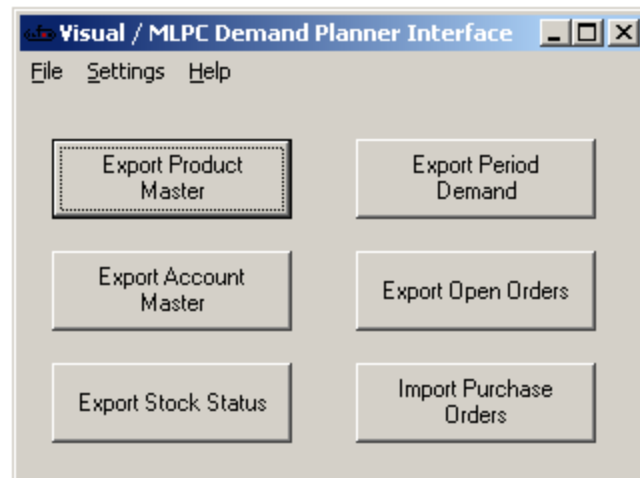 Visual / MLPC Demand Planner Interface
File Settings Help
Export Product
Master
Export Period
Demand
Export Account
Master
Export Open Orders
Export Stock Status
Import Purchase
Orders